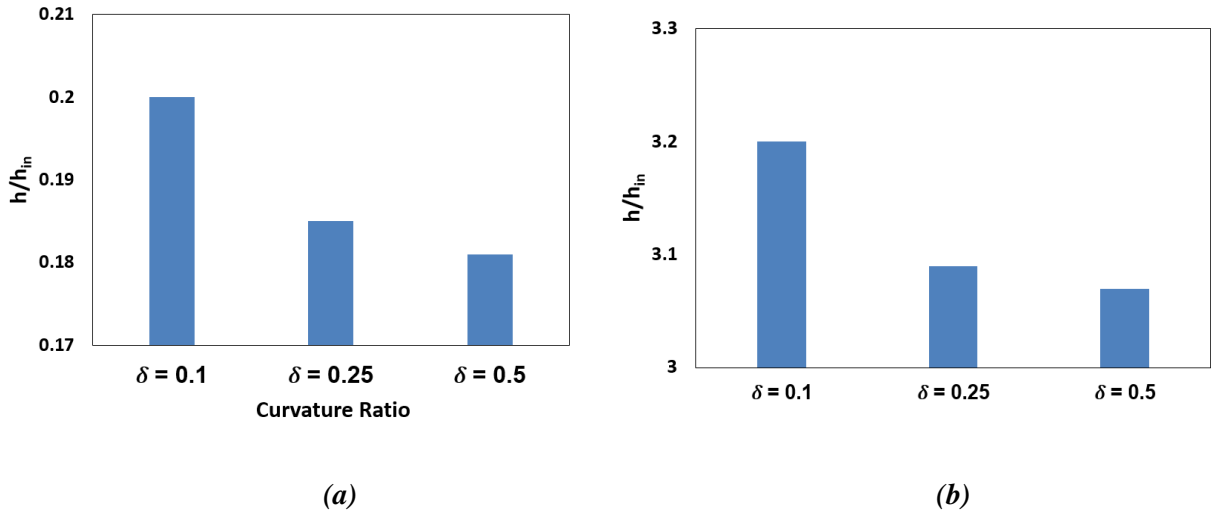 0.21
0.2
0.19
0.18
0.17
h/hin
δ = 0.1 δ = 0.25 δ = 0.5
Curvature Ratio
(a)
3.3
3.2
3.1
3
h/hin
δ = 0.1 δ = 0.25 δ = 0.5
(b)